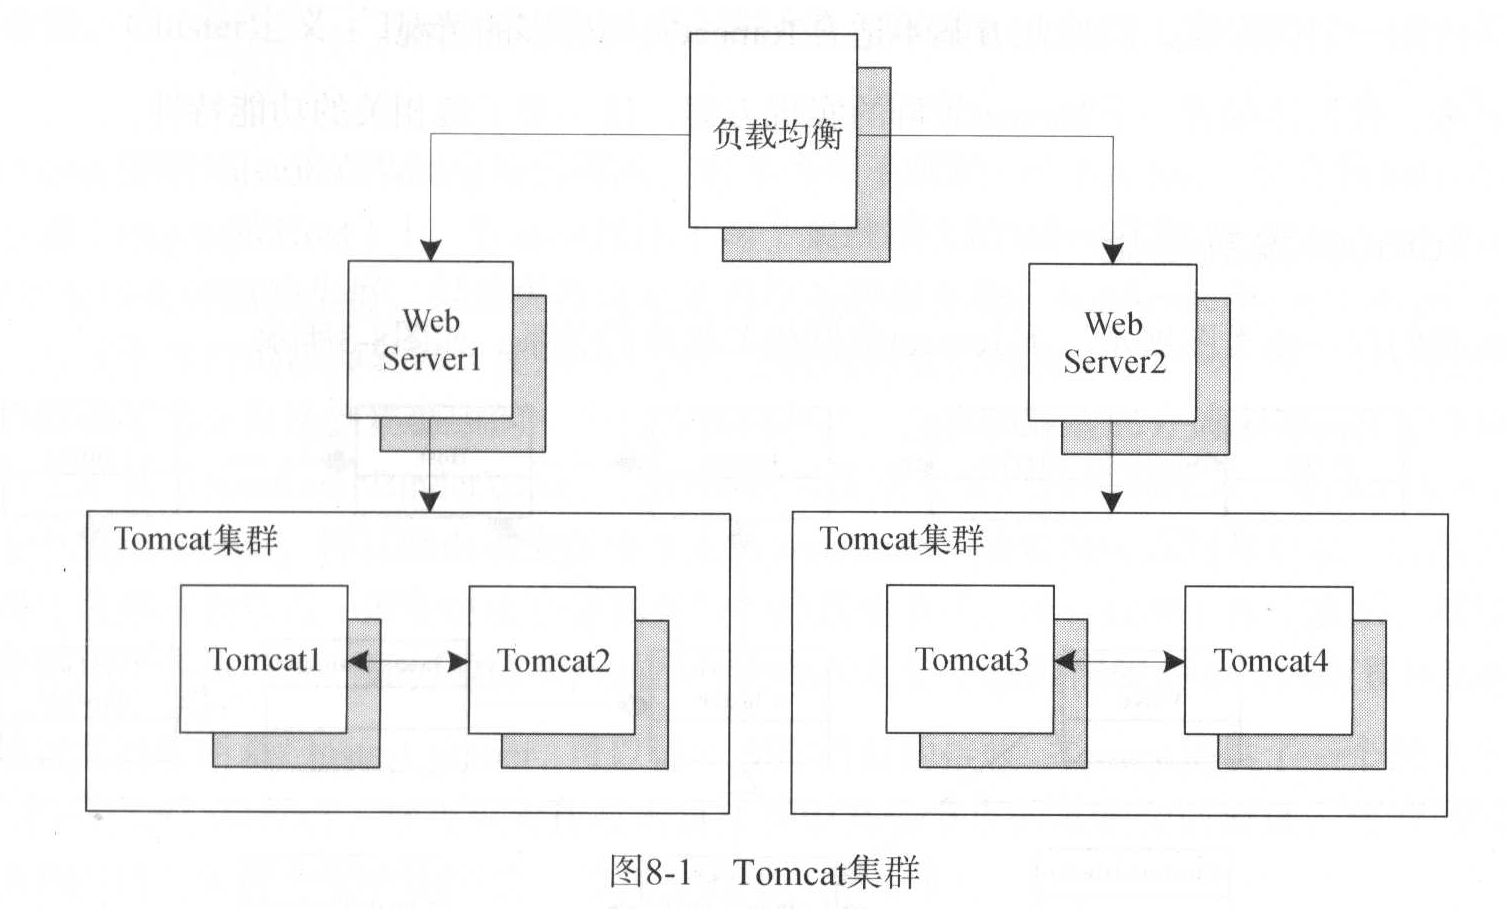 负载均衡
Web
Server1
Web
Server2
Tomcat集群
Tomcat1
Tomcat2
Tomcat集群
Tomcat3
Tomcat4
图8-1 Tomcat集群